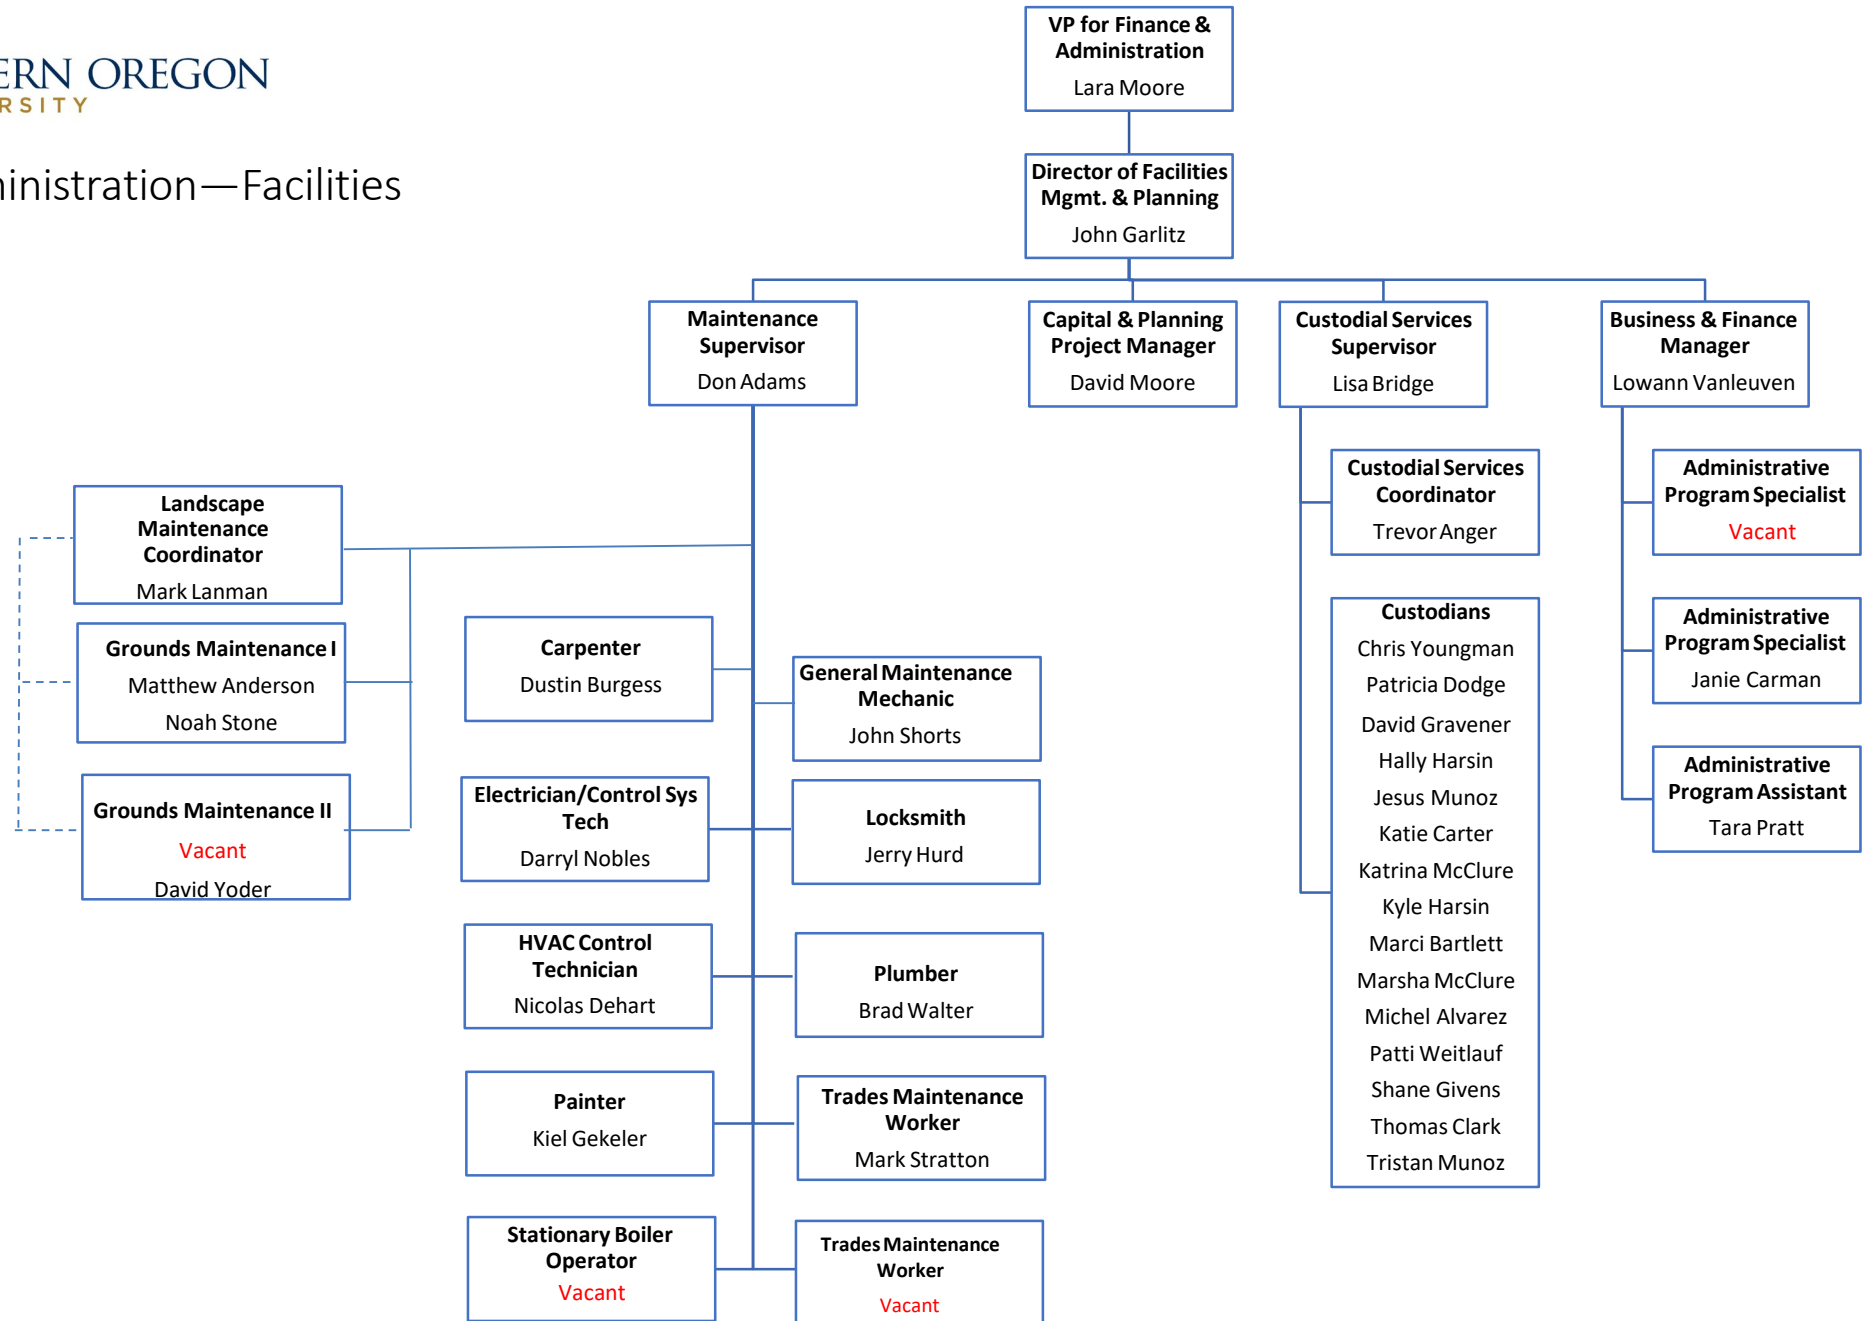 ERN OREGON
RSITY
ninistration—Facilities
VP for Finance &
Administration
Lara Moore
Director of Facilities
Mgmt. & Planning
John Garlitz
Maintenance
Supervisor
Don Adams
Capital & Planning
Project Manager
David Moore
Custodial Services
Supervisor
Lisa Bridge
Business & Finance
Manager
Lowann Vanleuven
Landscape
Maintenance
Coordinator
Mark Lanman
Grounds Maintenance I
Matthew Anderson
Noah Stone
Grounds Maintenance II
Vacant
David Yoder
Carpenter
Dustin Burgess
General Maintenance
Mechanic
John Shorts
Electrician/Control Sys
Tech
Darryl Nobles
Locksmith
Jerry Hurd
HVAC Control
Technician
Nicolas Dehart
Plumber
Brad Walter
Painter
Kiel Gekeler
Trades Maintenance
Worker
Mark Stratton
Stationary Boiler
Operator
Vacant
Trades Maintenance
Worker
Vacant
Custodial Services
Coordinator
Trevor Anger
Custodians
Chris Youngman
Patricia Dodge
David Gravener
Hally Harsin
Jesus Munoz
Katie Carter
Katrina McClure
Kyle Harsin
Marci Bartlett
Marsha McClure
Michel Alvarez
Patti Weitlauf
Shane Givens
Thomas Clark
Tristan Munoz
Administrative
Program Specialist
Vacant
Administrative
Program Specialist
Janie Carman
Administrative
Program Assistant
Tara Pratt